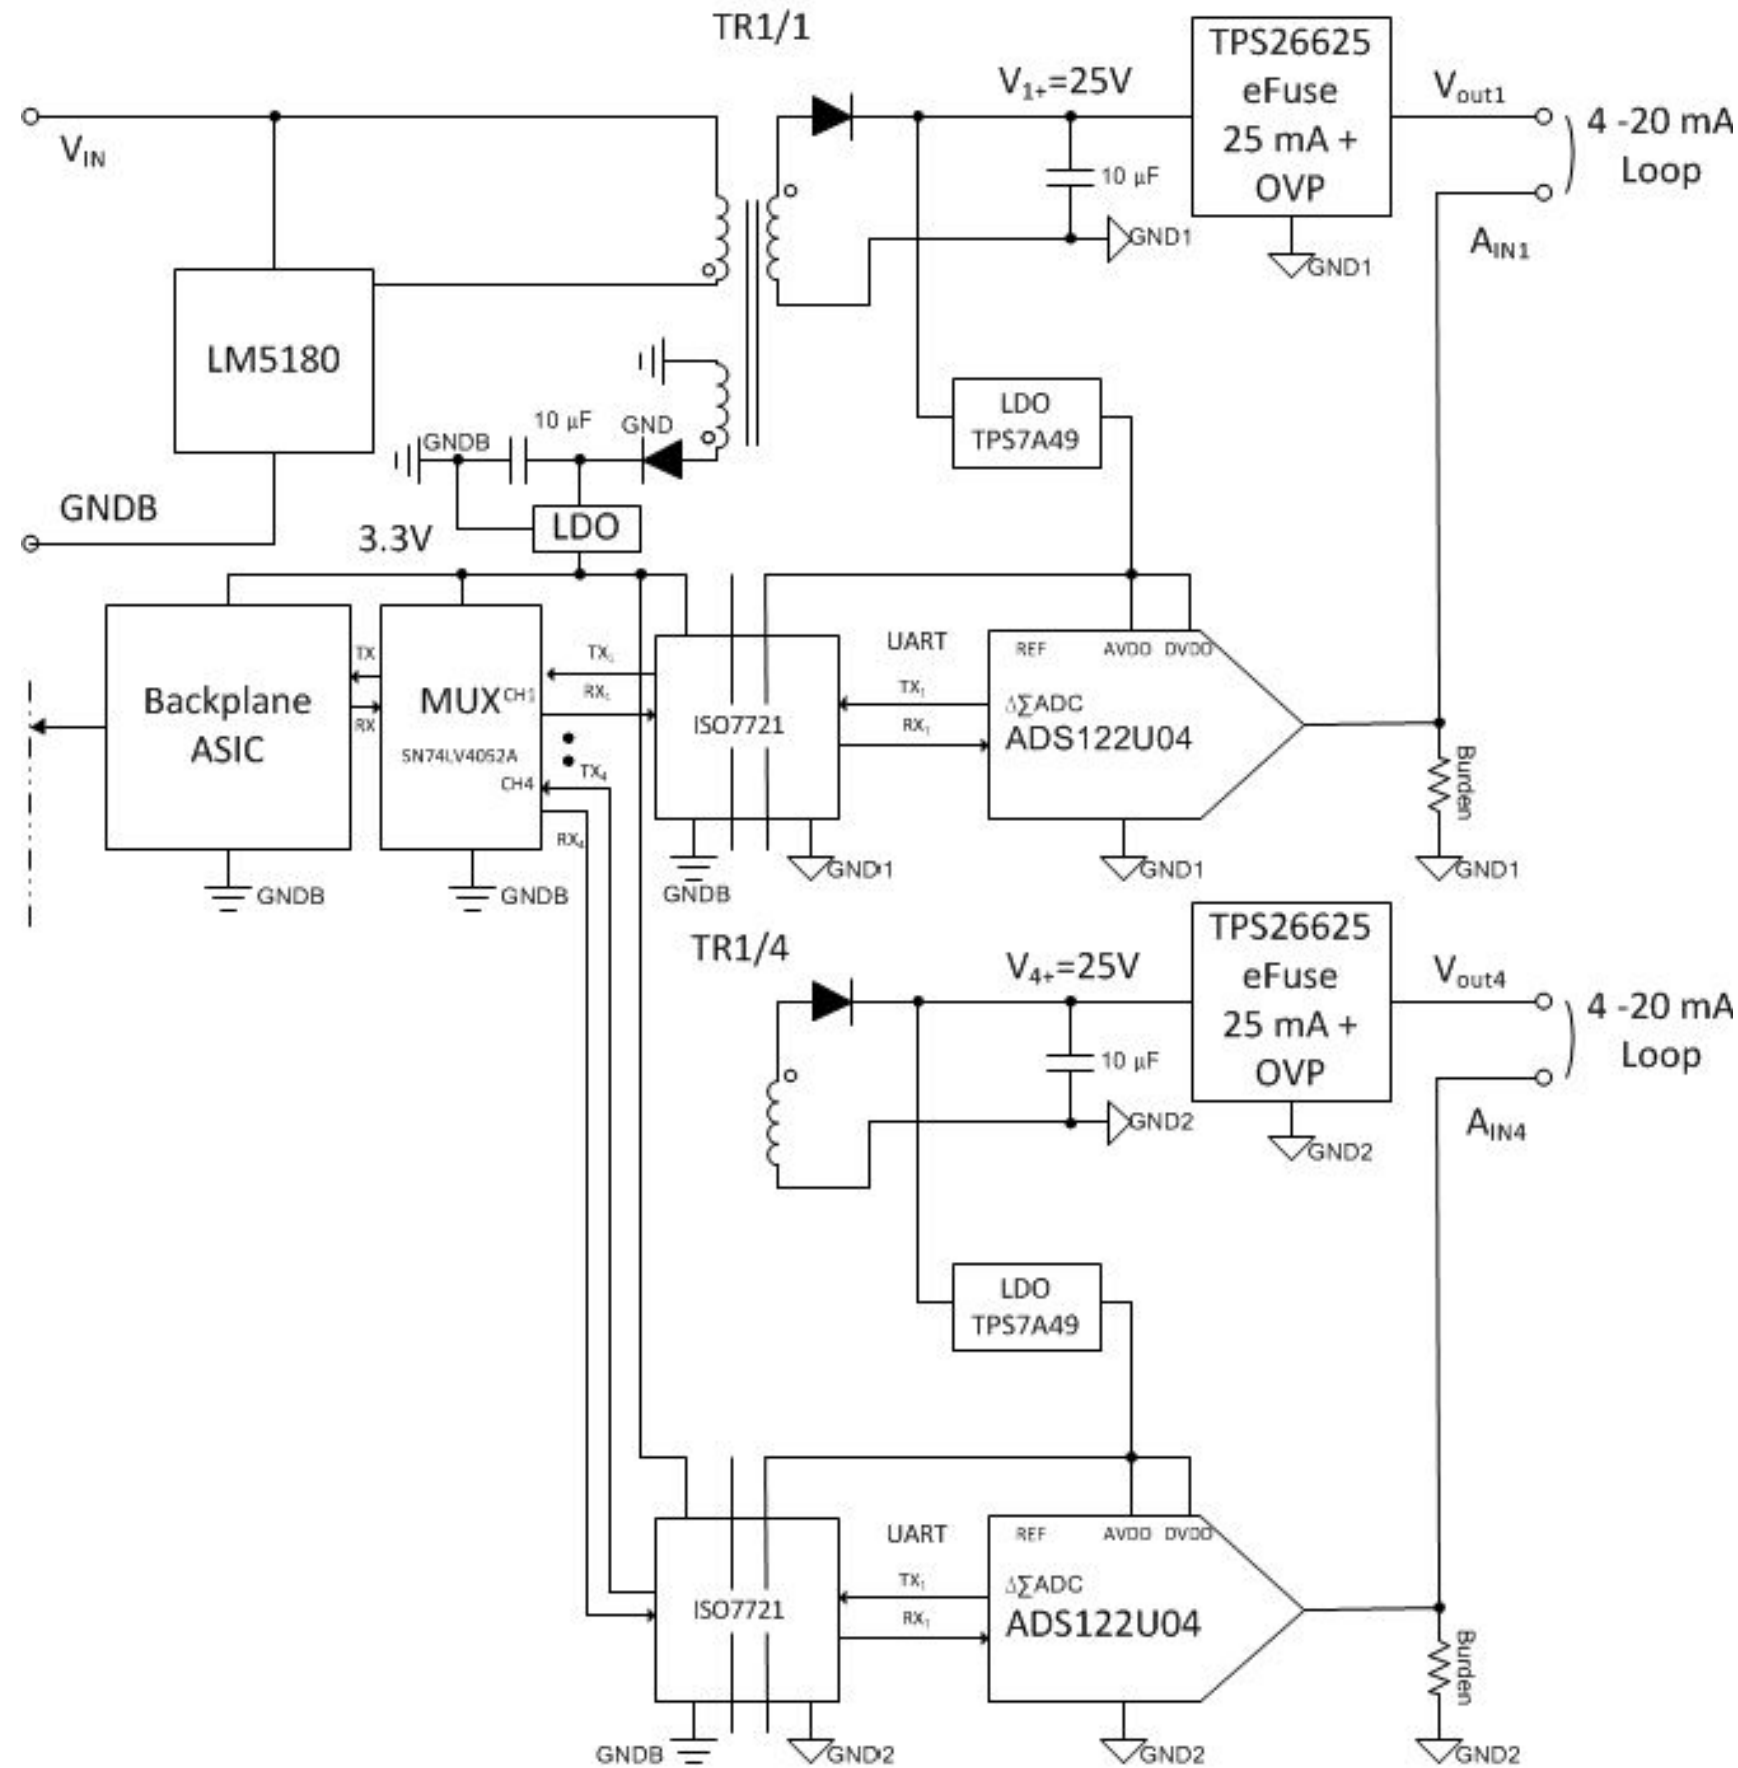 TR1/1
V1+=25V
TPS26625
eFuse
25 mA +
OVP
Vout1
4 -20 mA
Loop
AIN1
VIN
10 μF
GND1
GND1
LM5180
LDO
TPS7A49
10 μF
GND
GNDB
GNDB
LDO
3.3V
Backplane
ASIC
TX
RX
MUX
CH1
SN74LV4052A
CH4
TX1
RX1
TX4
RX4
ISO7721
UART
TX1
RX1
REF
AVDD
DVDD
ΔΣADC
ADS122U04
Burden
GNDB
GNDB
GNDB
GND1
GND1
GND1
TR1/4
V4+=25V
TPS26625
eFuse
25 mA +
OVP
Vout4
4 -20 mA
Loop
AIN4
10 μF
GND2
GND2
LDO
TPS7A49
ISO7721
UART
TX1
RX1
REF
AVDD
DVDD
ΔΣADC
ADS122U04
Burden
GNDB
GND2
GND2
GND2